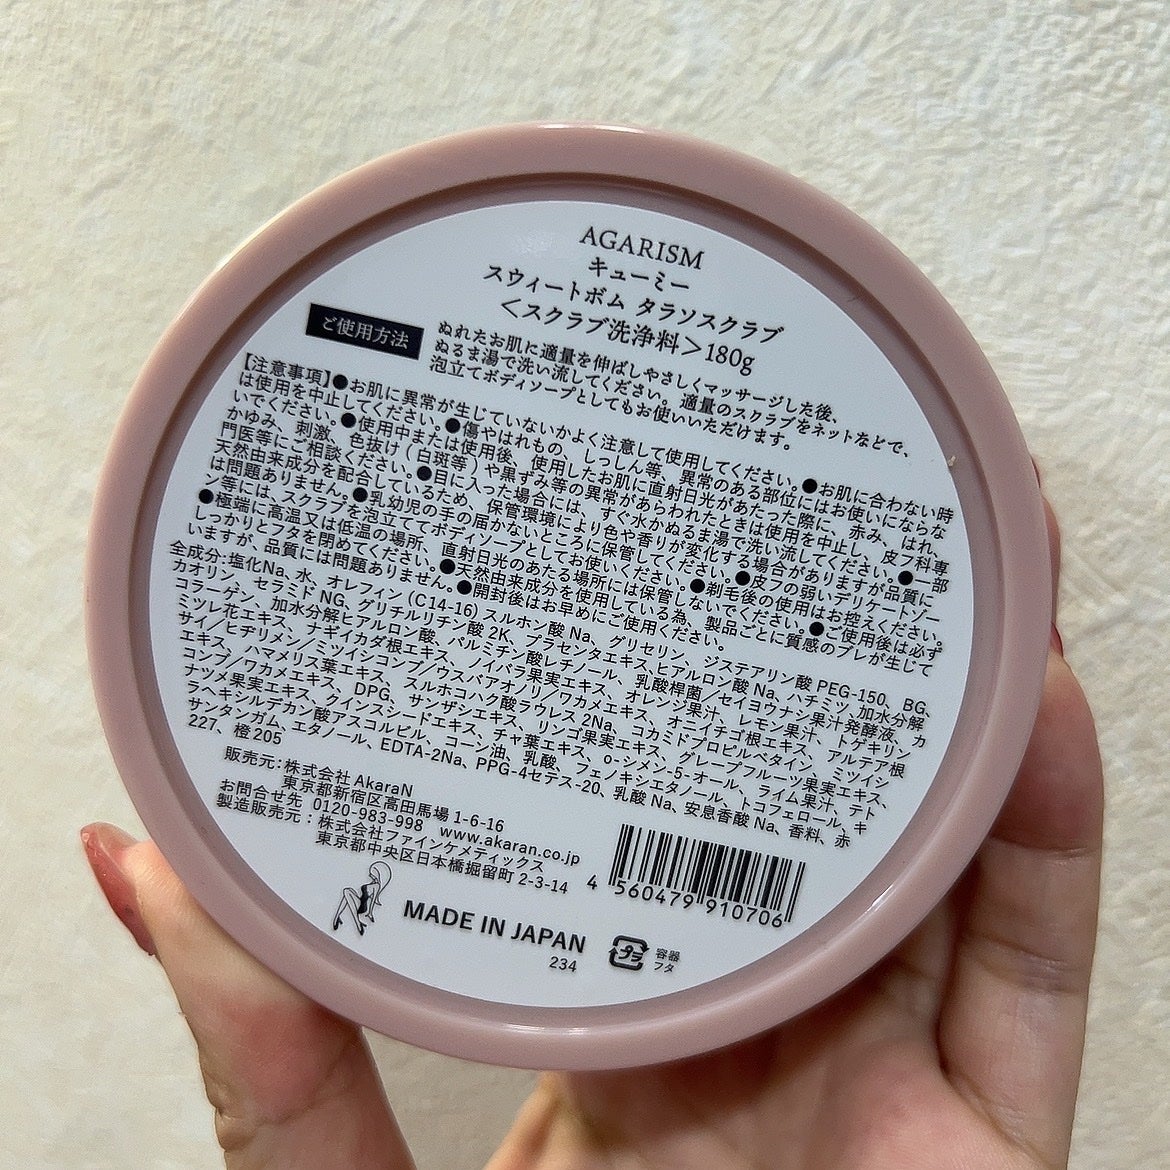 AGARISM
キューミー
スウィートボム タラソスクラブ
＜スクラブ洗浄料＞180g
ご使用方法
ぬれたお肌に適量を伸ばしやさしくマッサージした後、
ぬるま湯で洗い流してください。適量のスクラブをネットなどで、
泡立てボディソープとしてもお使いいただけます。
【注意事項】●お肌に異常が生じていないかよく注意して使用してください。●お肌に合わない時
は使用を中止してください。●傷やはれもの、しっしん等、異常のある部位にはお使いにならな
いでください。●使用中または使用後、使用したお肌に直射日光があたった際に、赤み、はれ、
かゆみ、刺激、色抜け(白斑等)や黒ずみ等の異常があらわれたときは使用を中止し、皮フ科専
門医等にご相談ください。●目に入った場合には、すぐ水かぬるま湯で洗い流してください。●一部
天然由来成分を配合しているため、保管環境により色や香りが変化する場合がありますが品質に
は問題ありません。●乳幼児の手の届かないところに保管してください。●皮フの弱いデリケートゾー
ン等には、スクラブを泡立ててボディソープとしてお使いください。●剃毛後の使用はお控えください。
●極端に高温又は低温の場所、直射日光のあたる場所には保管しないでください。●ご使用後は必ず
しっかりとフタを閉めてください。●天然由来成分を使用している為、製品ごとに質感のブレが生じて
いますが、品質には問題ありません。●開封後はお早めにご使用ください。
全成分:塩化Na、水、オレフィン(C14-16)スルホン酸Na、グリセリン、ジステアリン酸PEG-150、BG、
カオリン、セラミドNG、グリチルリチン酸2K、プラセンタエキス、ヒアルロン酸Na、ハチミツ、加水分解
コラーゲン、加水分解ヒアルロン酸、パルミチン酸レチノール、乳酸桿菌／セイヨウナシ果汁発酵液、カ
ミツレ花エキス、ナギイカダ根エキス、ノイバラ果実エキス、オレンジ果汁、レモン果汁、トゲキリン
サイ／ヒヂリメン／ミツイシコンブ／ウスバアオノリ／ワカメエキス、オニイチゴ根エキス、アルテア根
エキス、ハマメリス葉エキス、スルホコハク酸ラウレス2Na、コカミドプロピルベタイン、ミツイシ
コンブ／ワカメエキス、DPG、サンザシエキス、リンゴ果実エキス、グレープフルーツ果実エキス、
ナツメ果実エキス、クインスシードエキス、チャ葉エキス、o-シメン-5-オール、ライム果汁、テト
ラヘキシルデカン酸アスコルビル、コーン油、乳酸、フェノキシエタノール、トコフェロール、キ
サンタンガム、エタノール、EDTA-2Na、PPG-4セテス-20、乳酸Na、安息香酸Na、香料、赤
227、橙205
販売元:株式会社AkaraN
東京都新宿区高田馬場1-6-16
お問合せ先 0120-983-998 www.akaran.co.jp
製造販売元:株式会社ファインケメティックス
東京都中央区日本橋堀留町2-3-14
4 560479 910706
MADE IN JAPAN
234
プラ
容器
フタ